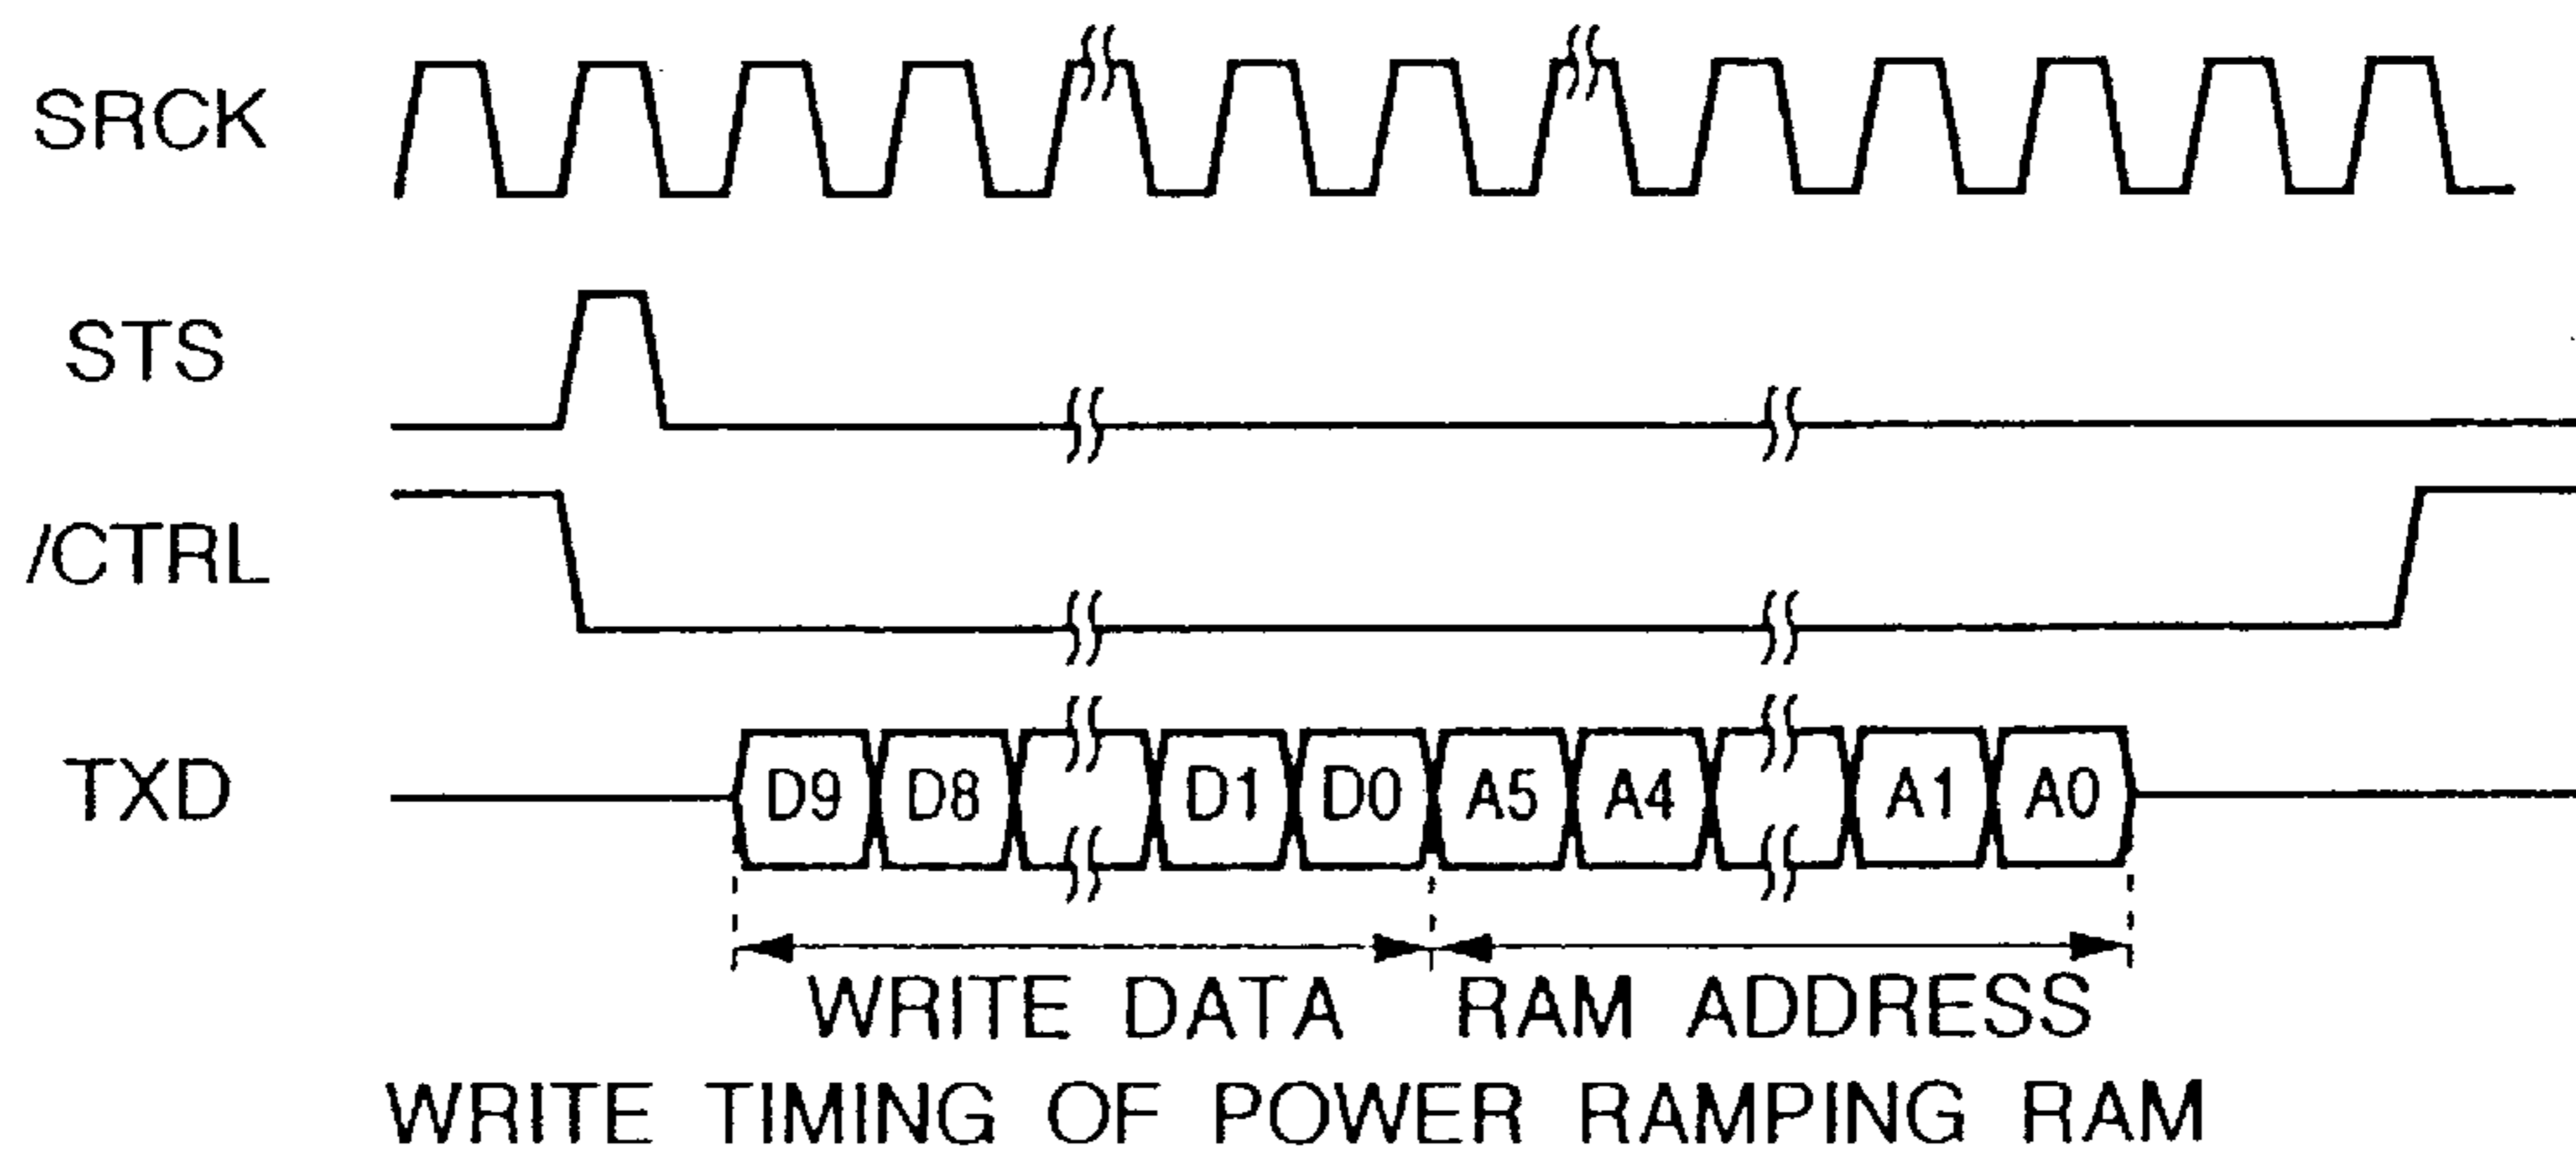 SRCK
STS
/CTRL
TXD
D9 D8 D1 D0 A5 A4 A1 A0
WRITE DATA RAM ADDRESS
WRITE TIMING OF POWER RAMPING RAM